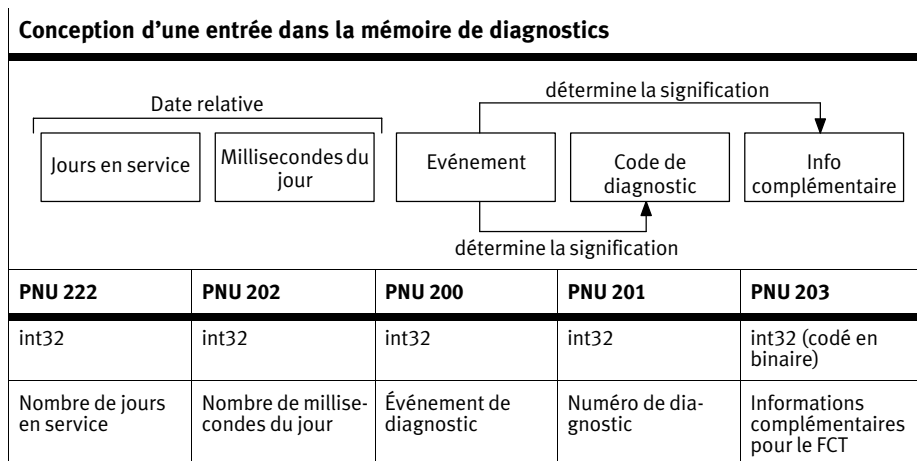 Conception d'une entrée dans la mémoire de diagnostics
détermine la signification
Date relative
Jours en service
Millisecondes du
jour
Evénement
Code de
diagnostic
Info
complémentaire
détermine la signification
PNU 222 PNU 202 PNU 200 PNU 201 PNU 203
int32 int32 int32 int32 int32 (codé en
binaire)
Nombre de jours Nombre de millise- Événement de Numéro de dia- Informations
en service condes du jour diagnostic gnostic complémentaires
pour le FCT